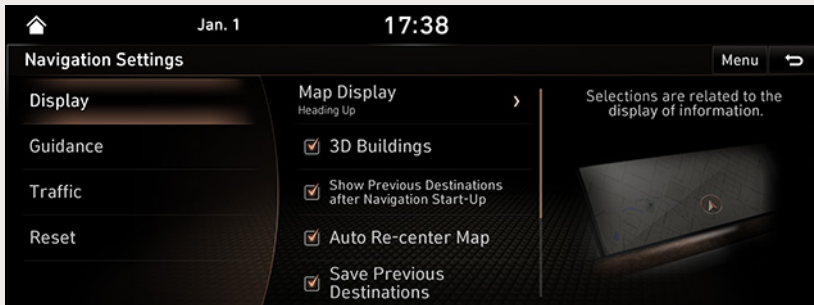 Jan. 1
17:38
Navigation Settings
Menu
Display
Guidance
Traffic
Reset
Map Display
Heading Up
3D Buildings
Show Previous Destinations
after Navigation Start-Up
Auto Re-center Map
Save Previous
Destinations
Selections are related to the
display of information.